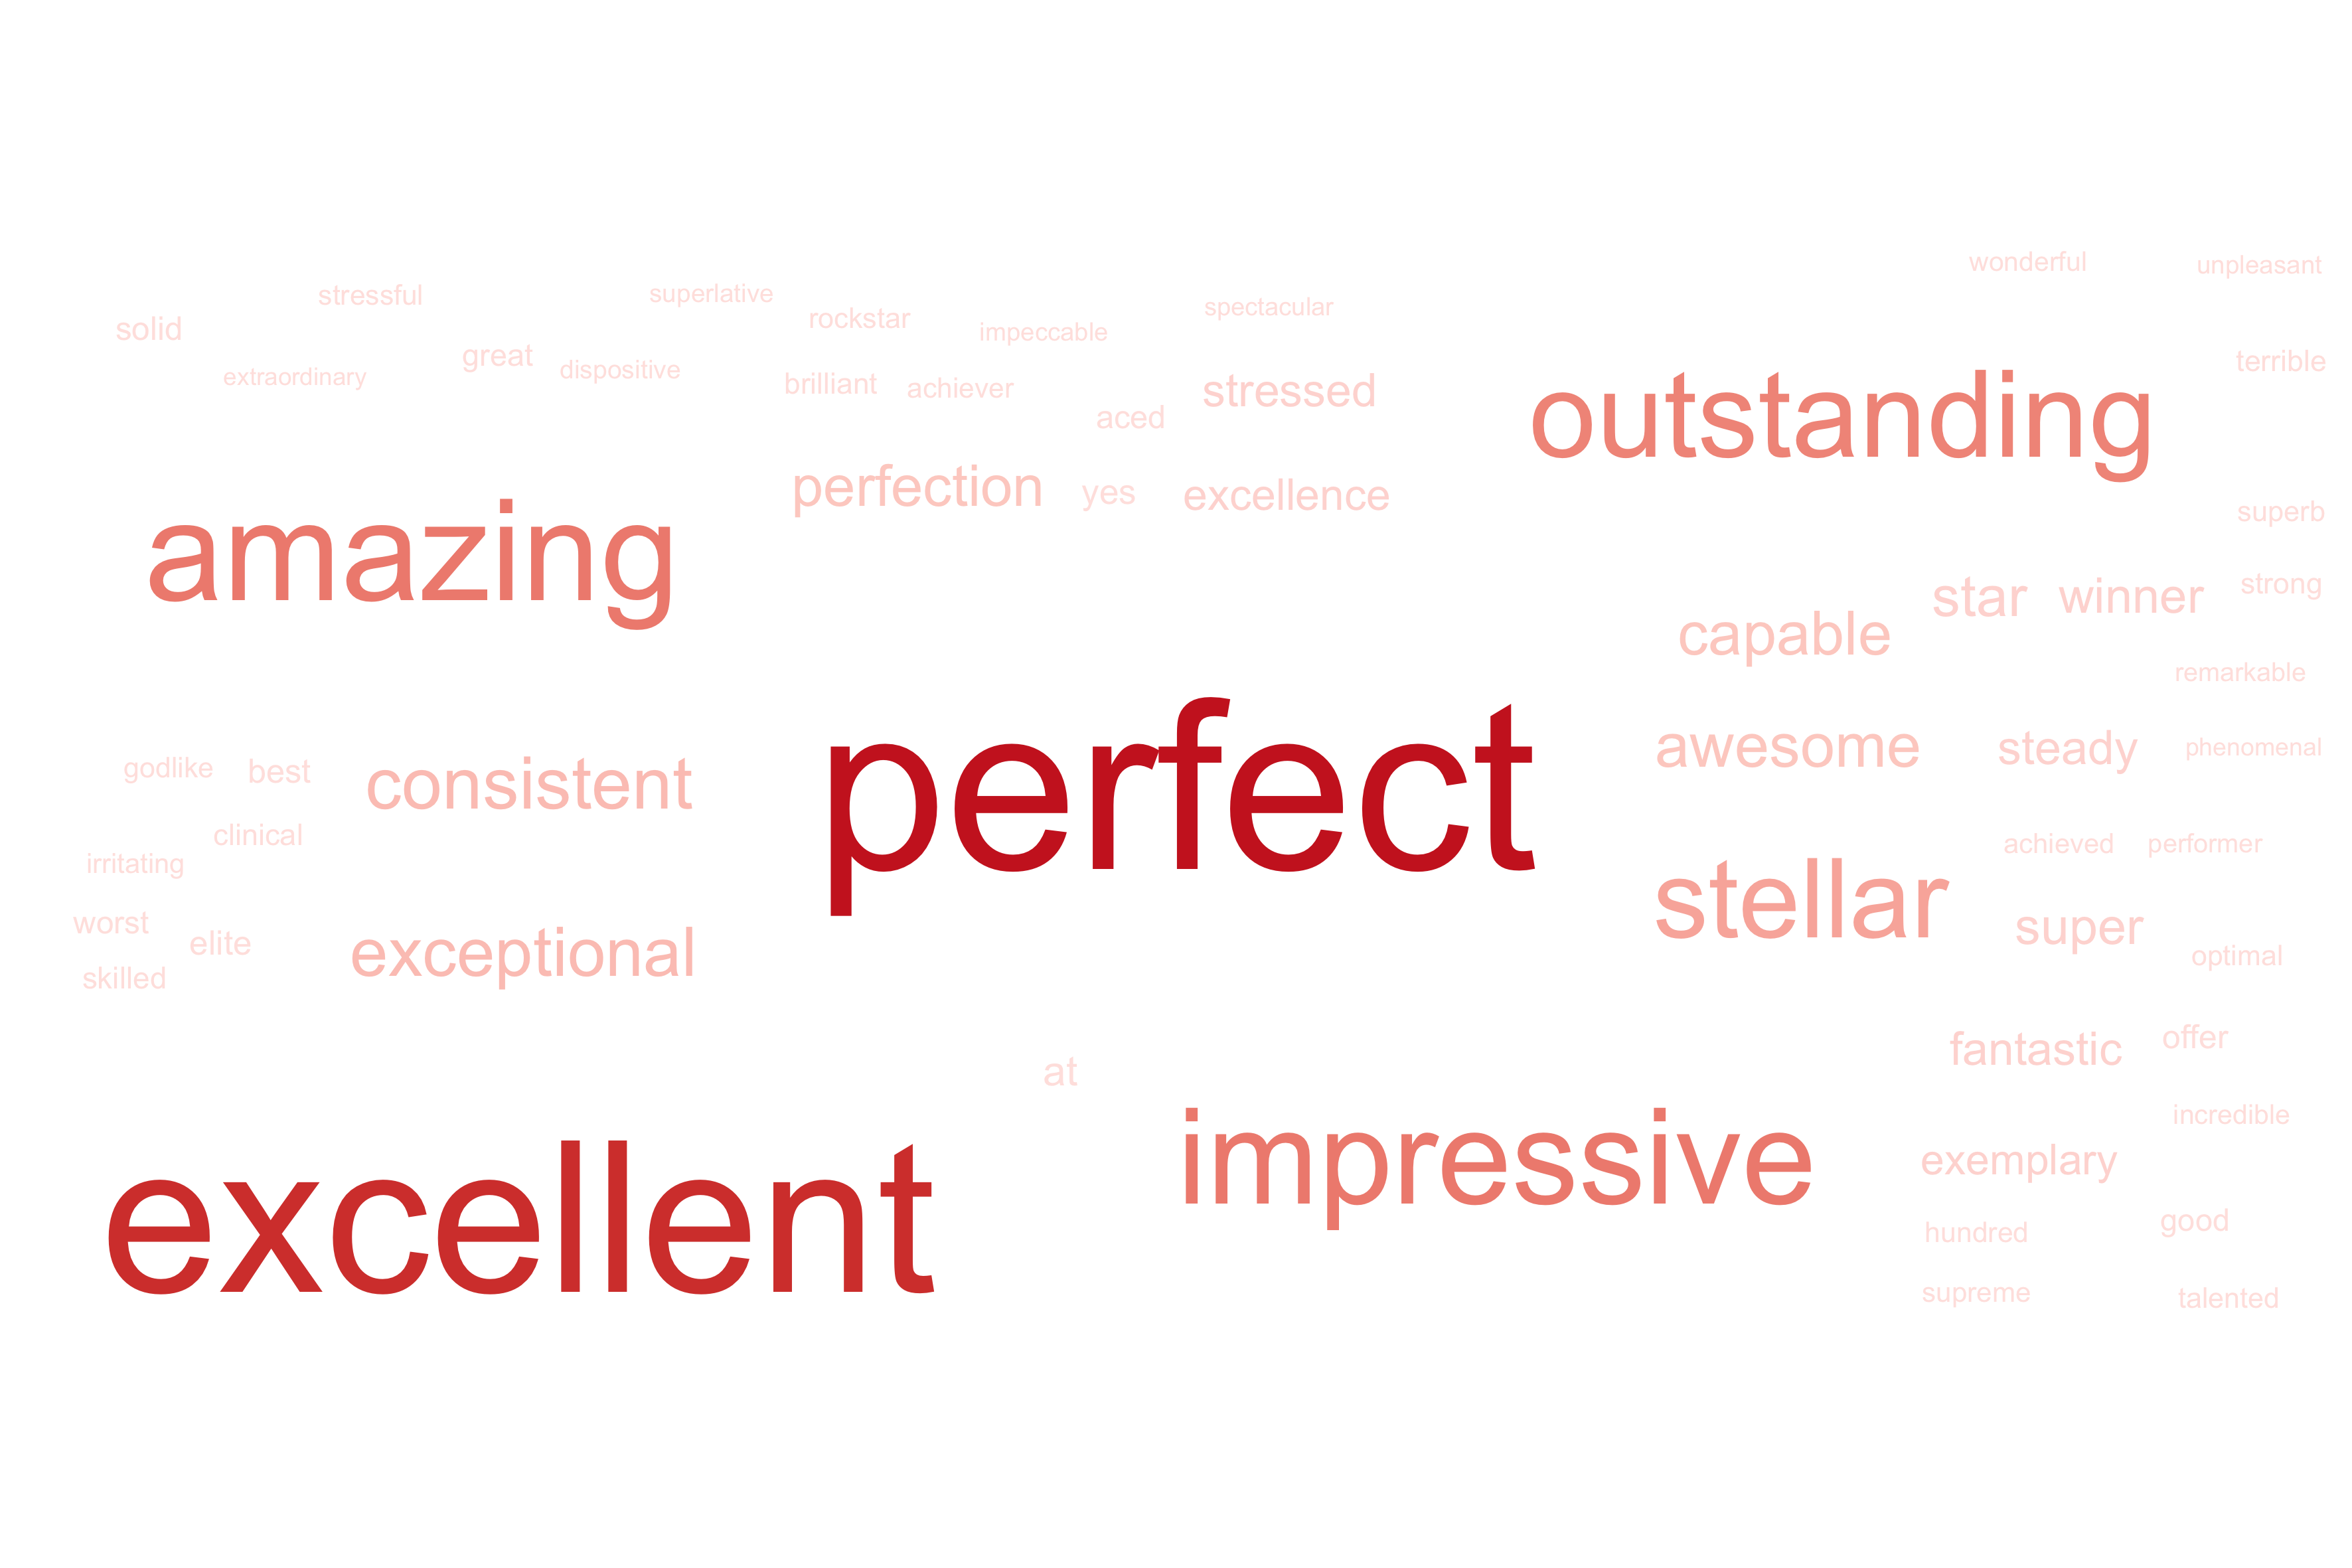 wonderful
unpleasant
stressful
superlative
spectacular
rockstar
impeccable
solid
great
dispositive
terrible
extraordinary
brilliant
achiever
stressed
aced
outstanding
perfection
yes
excellence
superb
amazing
star
winner
strong
capable
remarkable
godlike
best
consistent
perfect
awesome
steady
phenomenal
clinical
irritating
achieved
performer
worst
elite
exceptional
stellar
super
optimal
skilled
fantastic
offer
at
incredible
excellent
impressive
exemplary
hundred
good
supreme
talented